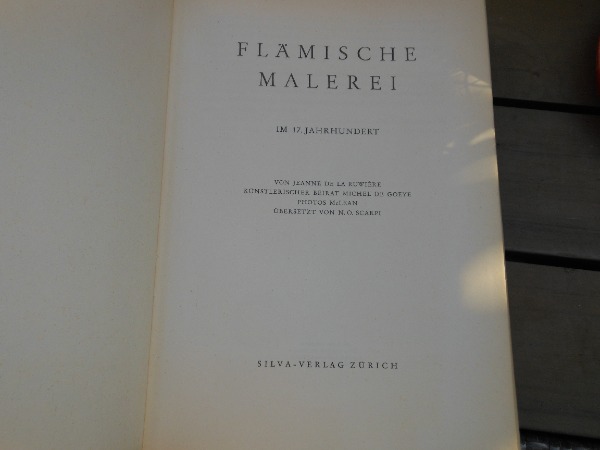 FLÄMISCHE
MALEREI
IM 17. JAHRHUNDERT
VON JEANNE DE LA RUWIÈRE
KÜNSTLERISCHER BEIRAT MICHEL DE GOEYE
PHOTOS MCLEAN
ÜBERSETZT VON N. O. SCARPI
SILVA-VERLAG ZÜRICH